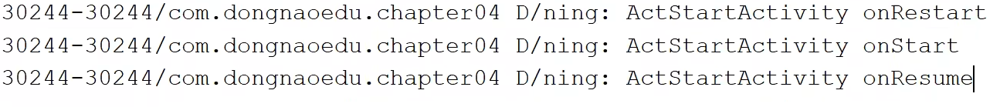 30244-30244/com.dongnaoedu.chapter04 D/ning: ActStartActivity onRestart
30244-30244/com.dongnaoedu.chapter04 D/ning: ActStartActivity onStart
30244-30244/com.dongnaoedu.chapter04 D/ning: ActStartActivity onResume